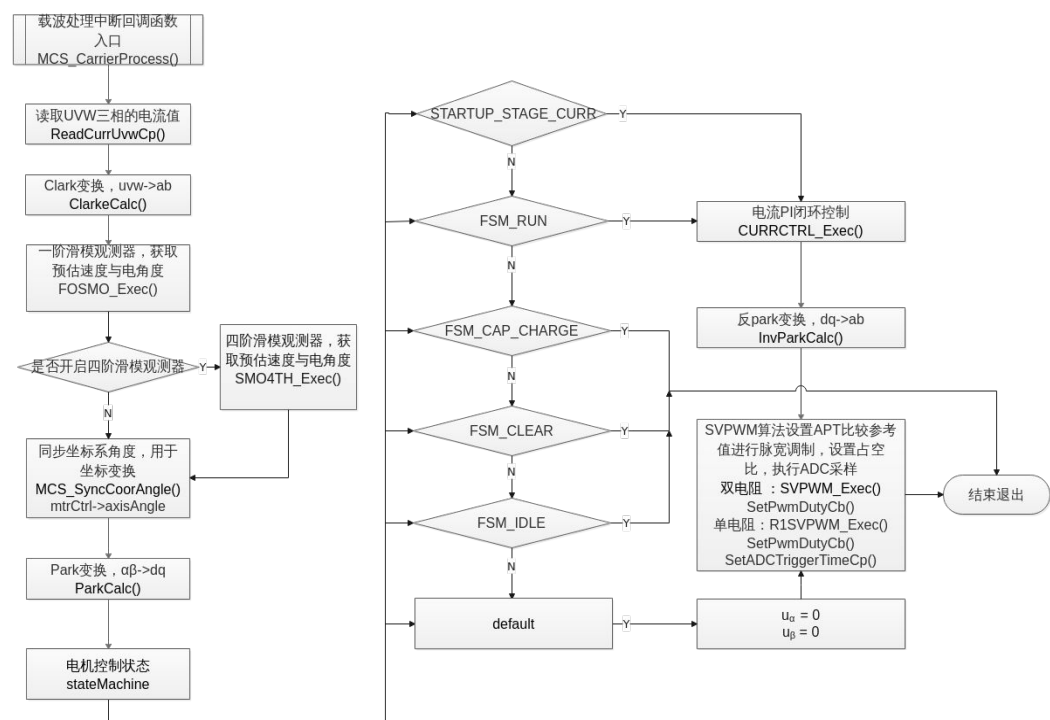 载波处理中断回调函数
入口
MCS_CarrierProcess()
读取UVW三相的电流值
ReadCurrUvwCp()
Clark变换，uvw->ab
ClarkeCalc()
一阶滑模观测器，获取
预估速度与电角度
FOSMO_Exec()
是否开启四阶滑模观测器
Y
N
四阶滑模观测器，获
取预估速度与电角度
SMO4TH_Exec()
同步坐标系角度，用于
坐标变换
MCS_SyncCoorAngle()
mtrCtrl->axisAngle
Park变换，αβ->dq
ParkCalc()
电机控制状态
stateMachine
STARTUP_STAGE_CURR
Y
N
FSM_RUN
Y
N
FSM_CAP_CHARGE
Y
N
FSM_CLEAR
Y
N
FSM_IDLE
Y
N
default
Y
电流PI闭环控制
CURRCTRL_Exec()
反park变换，dq->ab
InvParkCalc()
SVPWM算法设置APT比较参考
值进行脉宽调制，设置占空
比，执行ADC采样
双电阻 ：SVPWM_Exec()
SetPwmDutyCb()
单电阻：R1SVPWM_Exec()
SetPwmDutyCb()
SetADCTriggerTimeCp()
uα = 0
uβ = 0
结束退出